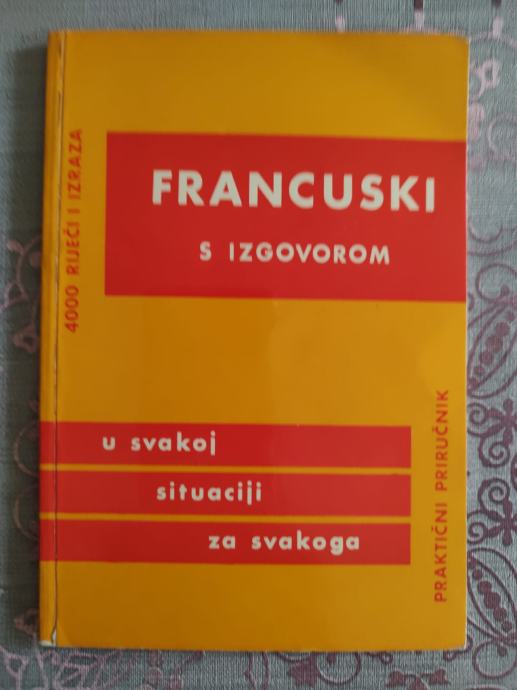 4000 RIJEČI I IZRAZA
FRANCUSKI
S IZGOVOROM
u svakoj
situaciji
za svakoga
PRAKTIČNI PRIRUČNIK